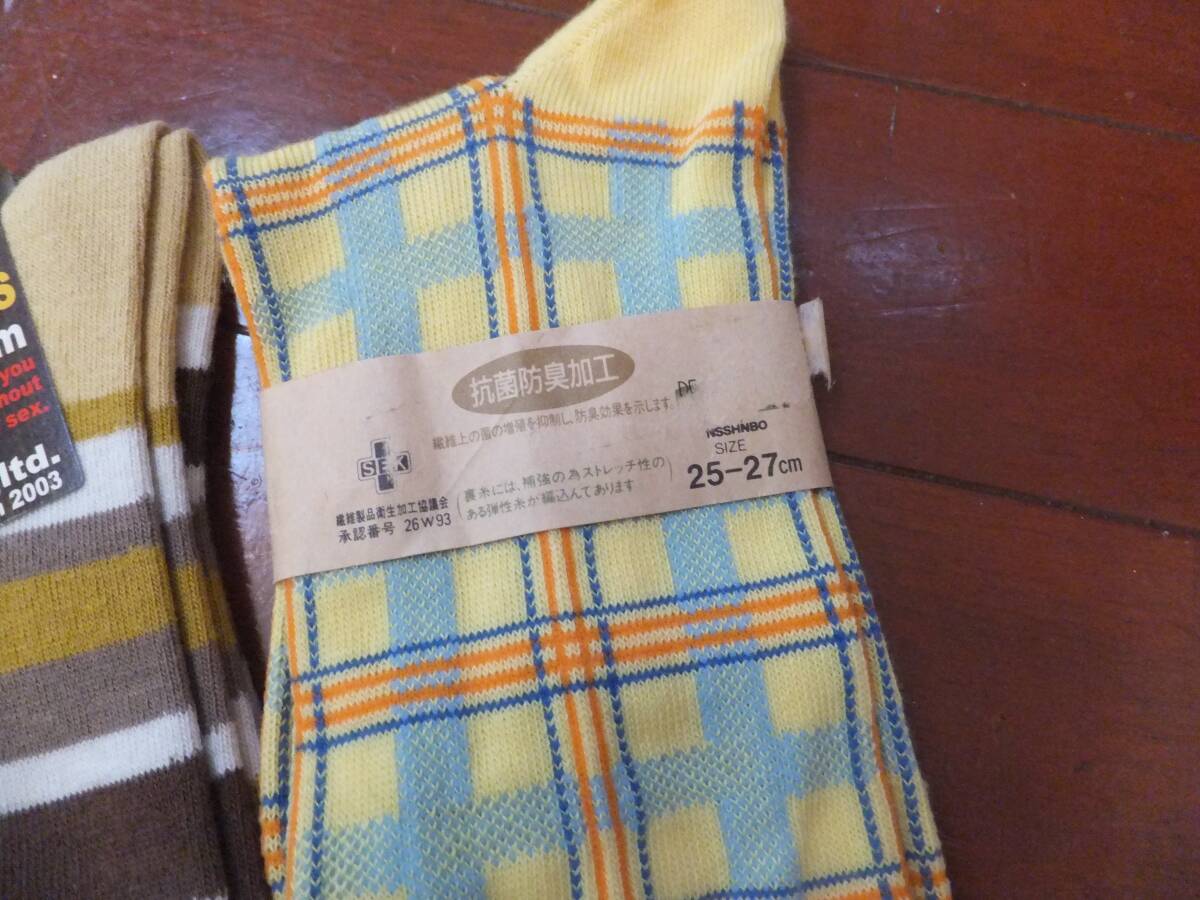 s
m
you
hout
sex.
ltd.
2003
抗菌防臭加工
繊維上の菌の増殖を抑制し、防臭効果を示します。
SEK
繊維製品衛生加工協議会
承認番号 26W93
裏糸には、補強の為ストレッチ性の
ある弾性糸が編込んであります
NSSHNBO
SIZE
25-27cm